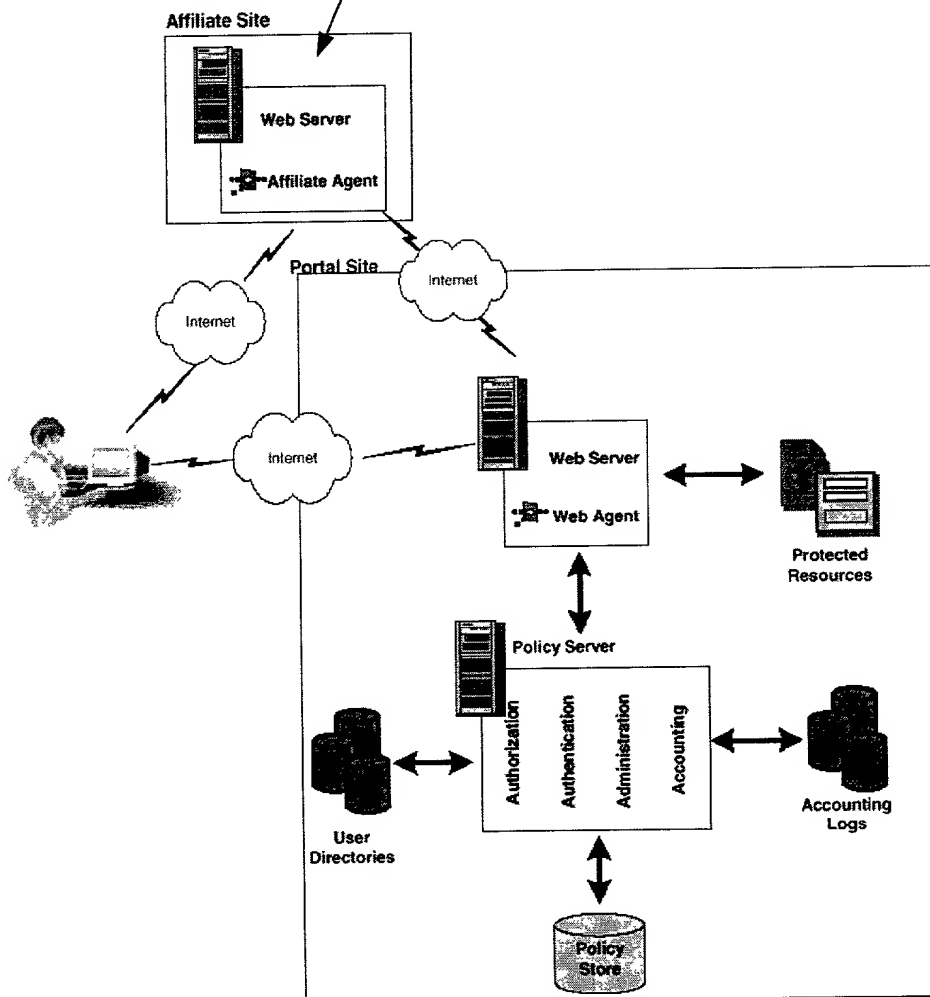 Affiliate Site
Web Server
Affiliate Agent
Portal Site
Internet
Internet
Internet
Web Server
Web Agent
Protected
Resources
Policy Server
Authorization
Authentication
Administration
Accounting
User
Directories
Accounting
Logs
Policy
Store